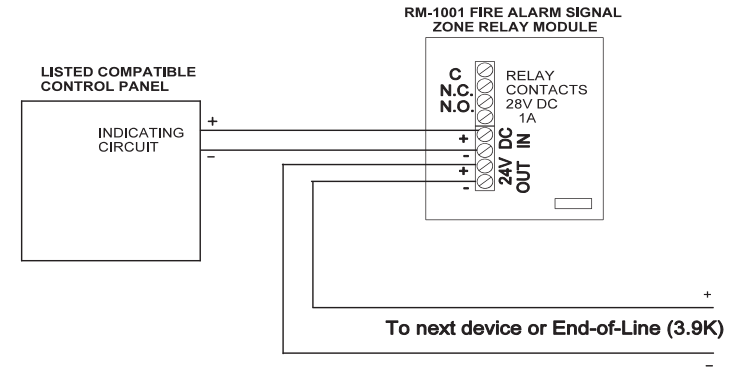 RM-1001 FIRE ALARM SIGNAL
ZONE RELAY MODULE
LISTED COMPATIBLE
CONTROL PANEL
INDICATING
CIRCUIT
+
–
C
N.C.
N.O.
RELAY
CONTACTS
28V DC
1A
+
-
+
-
24V DC
IN
OUT
+
To next device or End-of-Line (3.9K)
–